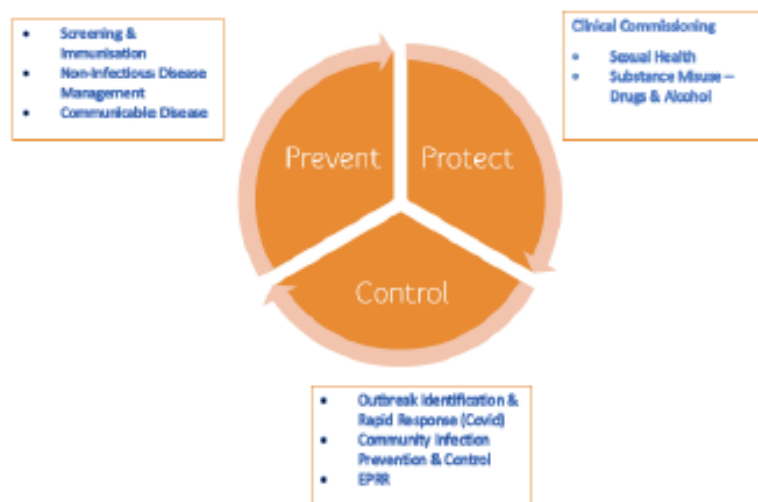 Screening &
Immunisation
Non-Infectious Disease
Management
Communicable Disease
Clinical Commissioning
Sexual Health
Substance Misuse –
Drugs & Alcohol
Prevent
Protect
Control
Outbreak Identification &
Rapid Response (Covid)
Community Infection
Prevention & Control
EPRR